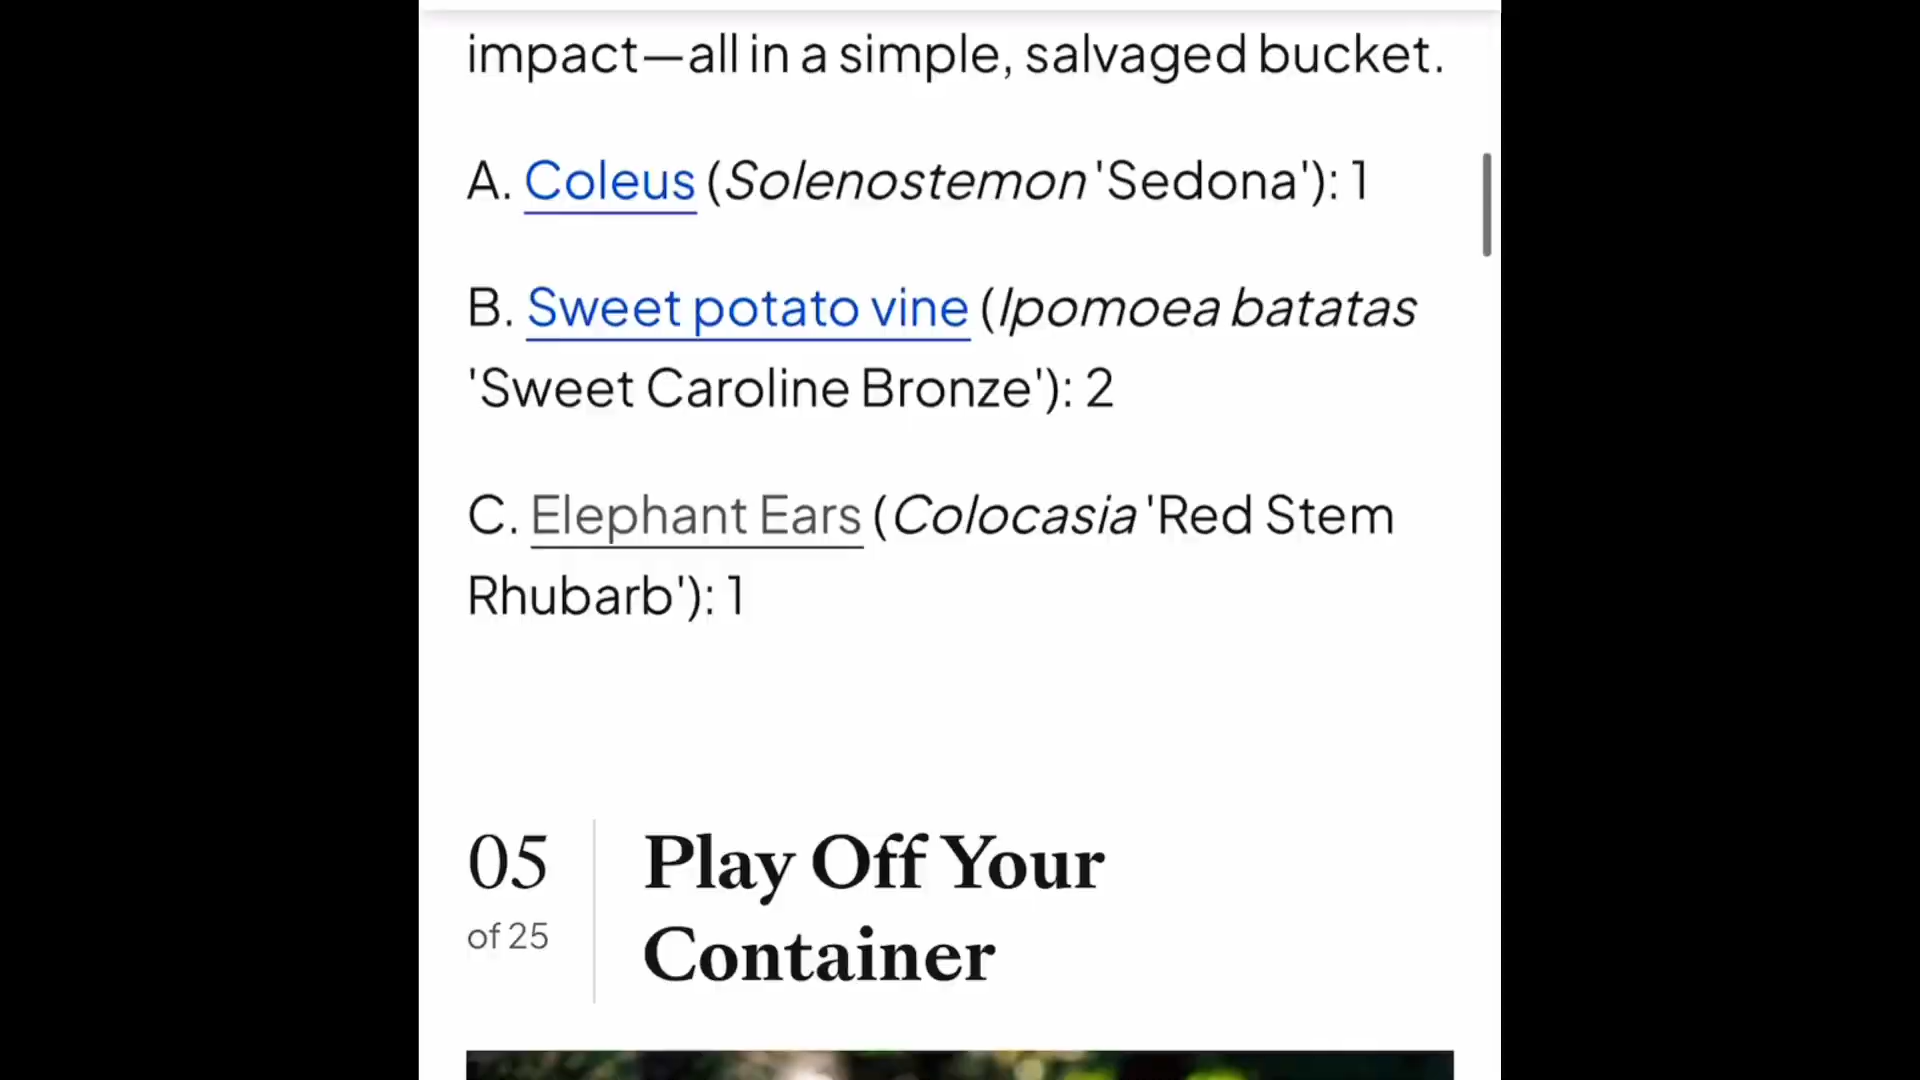 impact—all in a simple, salvaged bucket.
A. Coleus (Solenostemon 'Sedona'): 1
B. Sweet potato vine (Ipomoea batatas
'Sweet Caroline Bronze'): 2
C. Elephant Ears (Colocasia 'Red Stem
Rhubarb'): 1
05
of 25
Play Off Your
Container